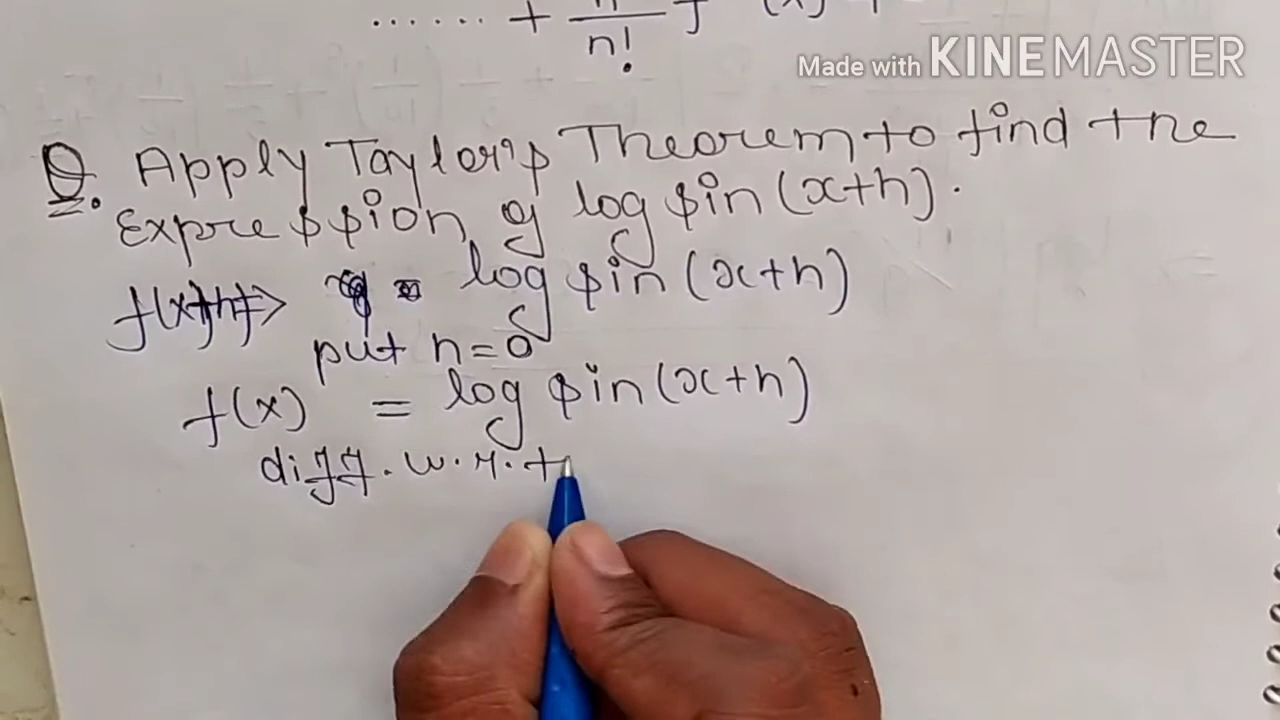 ...... + n! (x)
Made with KINEMASTER
Q. Apply Taylor's Theorem to find the
Expression of log sin (x+h).
f(x+h) = log sin (x+h)
put h=0
f(x) = log sin (x+h)
diff. w.r.t